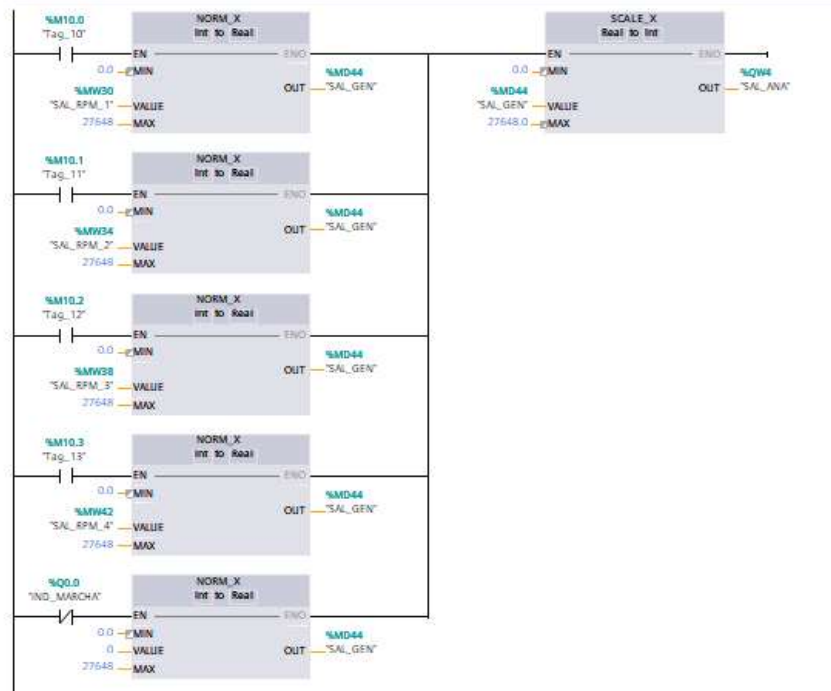 %M10.0
"Tag_10"
NORM_X
Int to Real
EN
ENO
0.0
MIN
%MW30
"SAL_RPM_1"
VALUE
27648
MAX
OUT
%MD44
"SAL_GEN"
SCALE_X
Real to Int
EN
ENO
0.0
MIN
%MD44
"SAL_GEN"
VALUE
27648.0
MAX
OUT
%QW4
"SAL_ANA"
%M10.1
"Tag_11"
NORM_X
Int to Real
EN
ENO
0.0
MIN
%MW34
"SAL_RPM_2"
VALUE
27648
MAX
OUT
%MD44
"SAL_GEN"
%M10.2
"Tag_12"
NORM_X
Int to Real
EN
ENO
0.0
MIN
%MW38
"SAL_RPM_3"
VALUE
27648
MAX
OUT
%MD44
"SAL_GEN"
%M10.3
"Tag_13"
NORM_X
Int to Real
EN
ENO
0.0
MIN
%MW42
"SAL_RPM_4"
VALUE
27648
MAX
OUT
%MD44
"SAL_GEN"
%Q0.0
"IND_MARCHA"
NORM_X
Int to Real
EN
ENO
0.0
MIN
0
VALUE
27648
MAX
OUT
%MD44
"SAL_GEN"